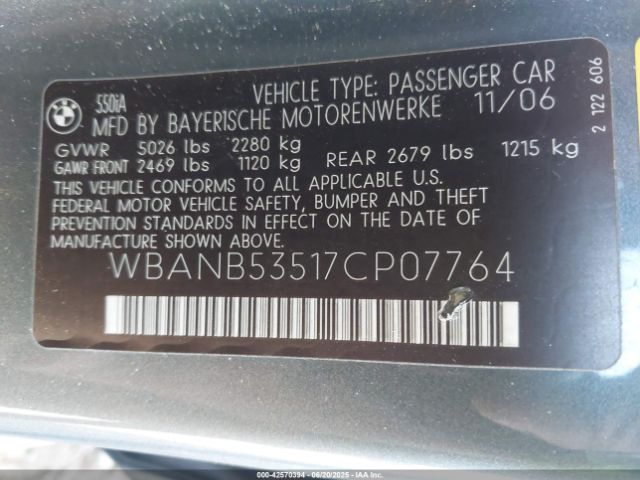 BMW
550iA VEHICLE TYPE: PASSENGER CAR
MFD BY BAYERISCHE MOTORENWERKE 11/06
GVWR 5026 lbs 2280 kg
GAWR FRONT 2469 lbs 1120 kg REAR 2679 lbs 1215 kg
THIS VEHICLE CONFORMS TO ALL APPLICABLE U.S.
FEDERAL MOTOR VEHICLE SAFETY, BUMPER AND THEFT
PREVENTION STANDARDS IN EFFECT ON THE DATE OF
MANUFACTURE SHOWN ABOVE.
WBANB53517CP07764
2 122 606
000-42570394 - 06/20/2025 - IAAI.COM